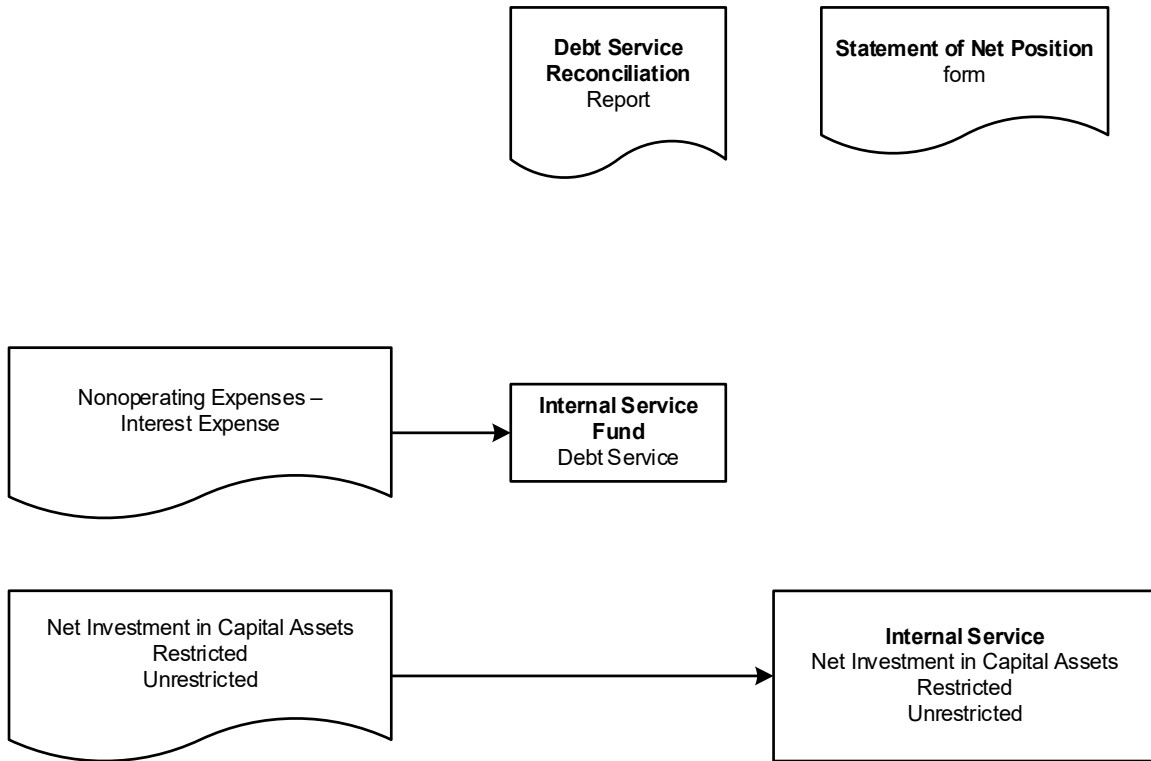 Debt Service
Reconciliation
Report
Statement of Net Position
form
Nonoperating Expenses –
Interest Expense
Internal Service
Fund
Debt Service
Net Investment in Capital Assets
Restricted
Unrestricted
Internal Service
Net Investment in Capital Assets
Restricted
Unrestricted